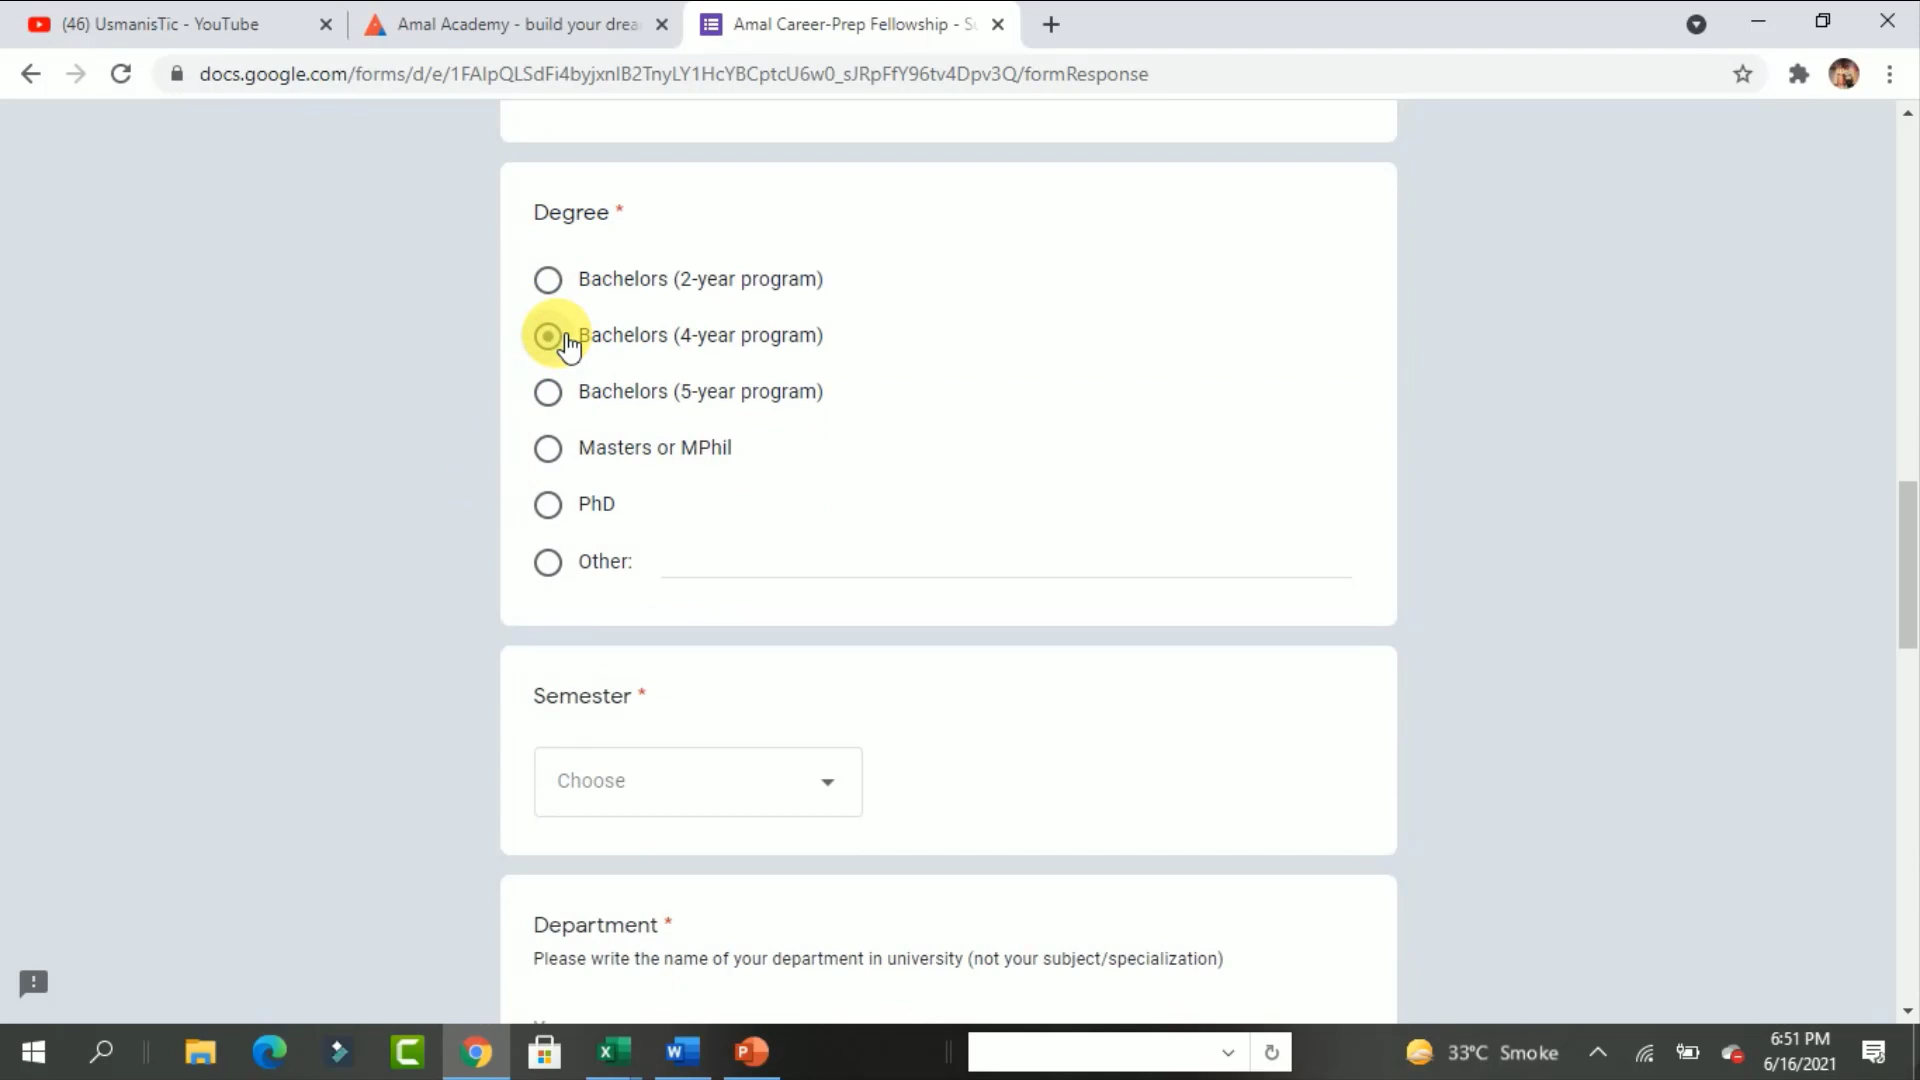 (46) UsmanisTic - YouTube
Amal Academy - build your drea
Amal Career-Prep Fellowship - Su
docs.google.com/forms/d/e/1FAIpQLSdFi4byjxnIB2TnyLY1HcYBCptcU6w0_sJRpFfY96tv4Dpv3Q/formResponse
Degree *
Bachelors (2-year program)
Bachelors (4-year program)
Bachelors (5-year program)
Masters or MPhil
PhD
Other:
Semester *
Choose
Department *
Please write the name of your department in university (not your subject/specialization)
33°C Smoke
6:51 PM
6/16/2021